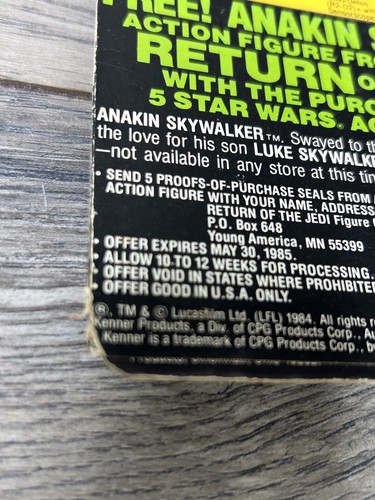 FREE! ANAKIN S
ACTION FIGURE FR
RETURN O
WITH THE PURC
5 STAR WARS® AC
ANAKIN SKYWALKER™. Swayed to th
the love for his son LUKE SKYWALKE
—not available in any store at this tim
• SEND 5 PROOFS-OF-PURCHASE SEALS FROM
ACTION FIGURE WITH YOUR NAME, ADDRESS
RETURN OF THE JEDI Figure
P.O. Box 648
Young America, MN 55399
• OFFER EXPIRES MAY 30, 1985.
• ALLOW 10 TO 12 WEEKS FOR PROCESSING.
• OFFER VOID IN STATES WHERE PROHIBITE
• OFFER GOOD IN U.S.A. ONLY.
®, TM & © Lucasfilm Ltd. (LFL) 1984. All rights r
Kenner Products, a Div. of CPG Products Corp.,
Kenner is a trademark of CPG Products Corp., b